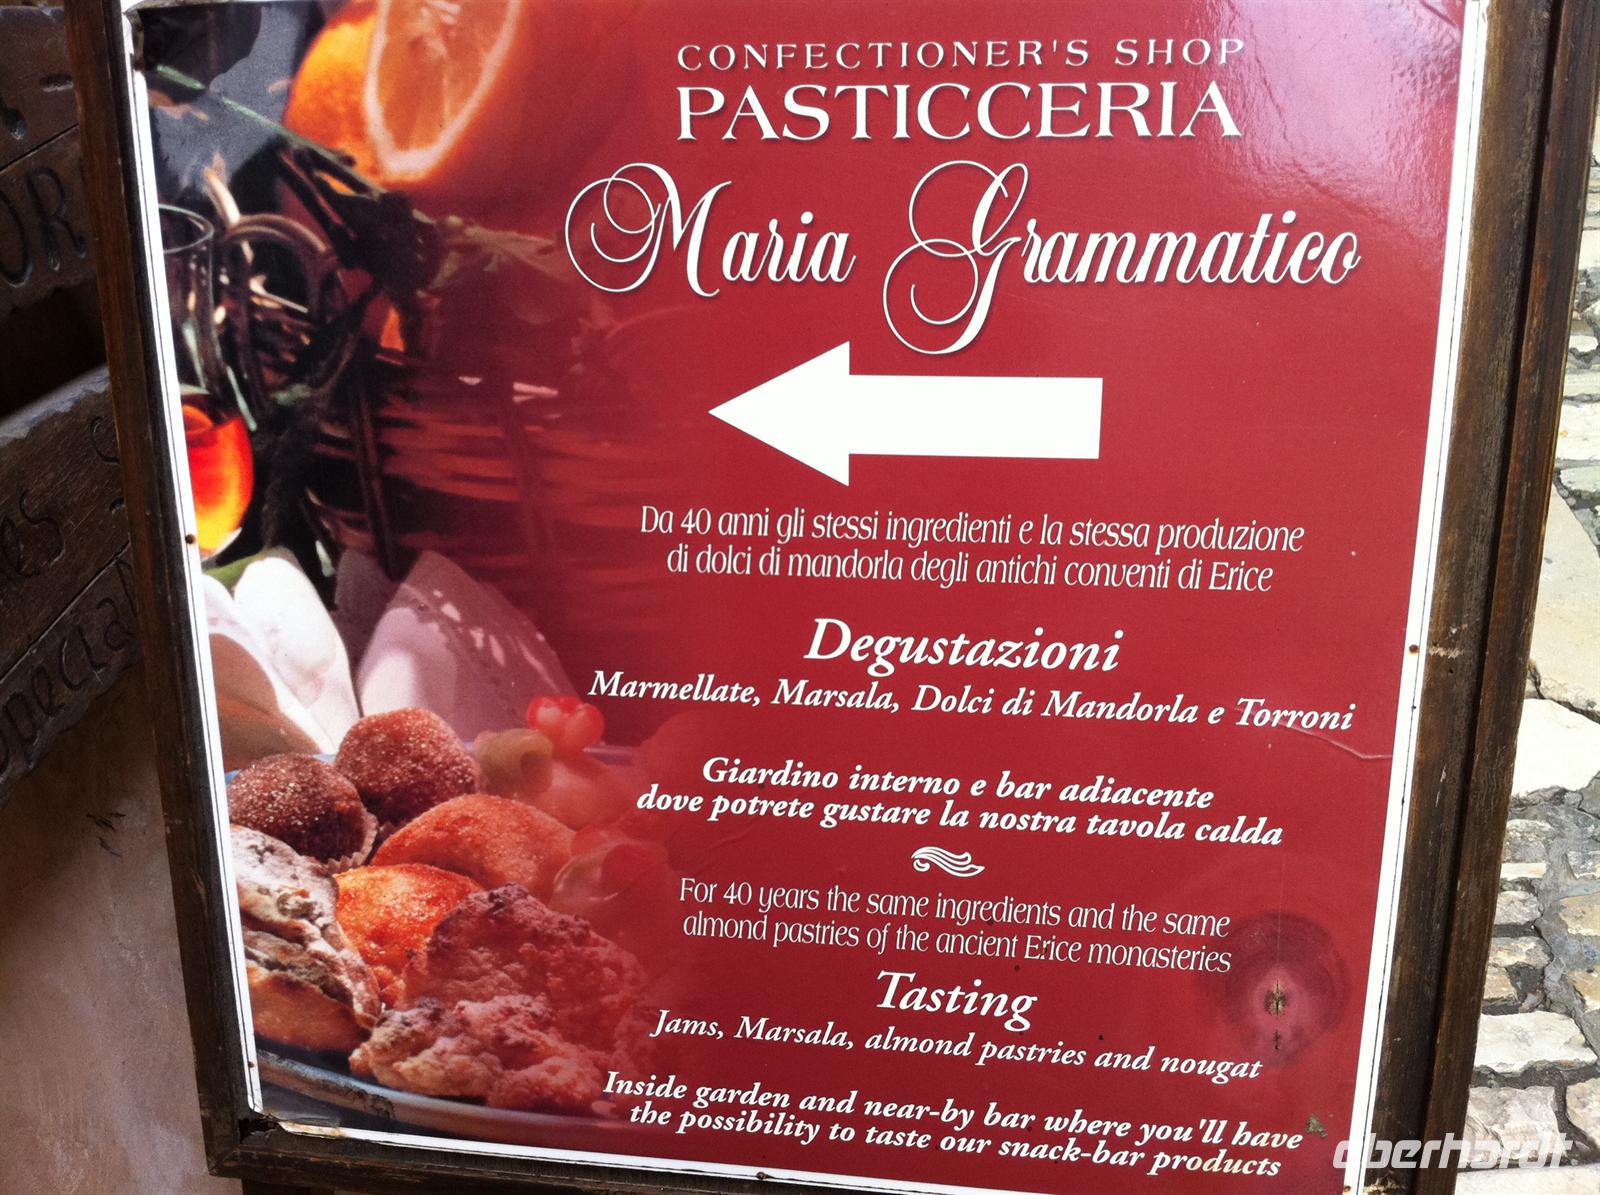 CONFECTIONER'S SHOP
PASTICCERIA
Maria Grammatico
Da 40 anni gli stessi ingredienti e la stessa produzione
di dolci di mandorla degli antichi conventi di Erice
Degustazioni
Marmellate, Marsala, Dolci di Mandorla e Torroni
Giardino interno e bar adiacente
dove potrete gustare la nostra tavola calda
For 40 years the same ingredients and the same
almond pastries of the ancient Erice monasteries
Tasting
Jams, Marsala, almond pastries and nougat
Inside garden and near-by bar where you'll have
the possibility to taste our snack-bar products
eberhardt